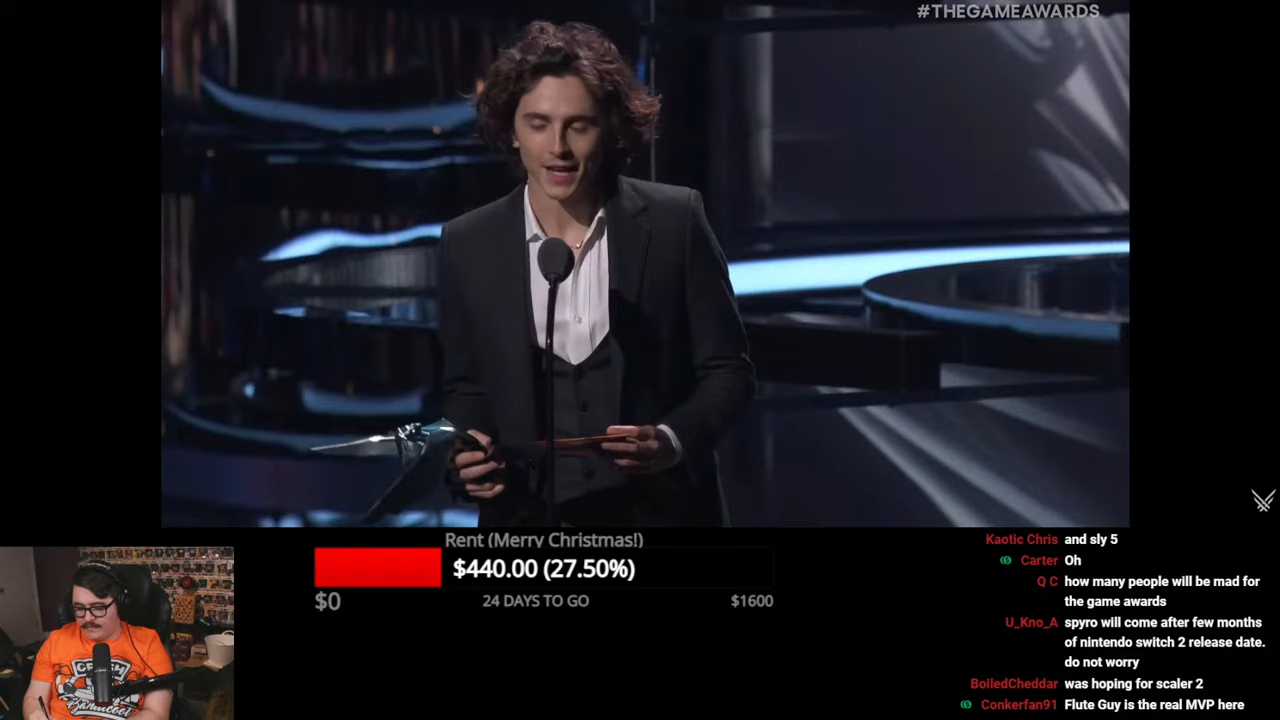 #THEGAMEAWARDS
Rent (Merry Christmas!)
$440.00 (27.50%)
$0
24 DAYS TO GO
$1600
Kaotic Chris and sly 5
Carter Oh
Q C how many people will be mad for
the game awards
U_Kno_A spyro will come after few months
of nintendo switch 2 release date.
do not worry
BoiledCheddar was hoping for scaler 2
Conkerfan91 Flute Guy is the real MVP here
CRASH